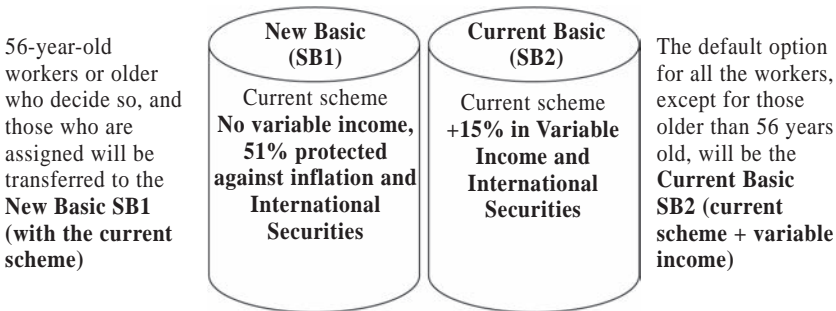 56-year-old
workers or older
who decide so, and
those who are
assigned will be
transferred to the
New Basic SB1
(with the current
scheme)
New Basic
(SB1)
Current scheme
No variable income,
51% protected
against inflation and
International
Securities
Current Basic
(SB2)
Current scheme
+15% in Variable
Income and
International
Securities
The default option
for all the workers,
except for those
older than 56 years
old, will be the
Current Basic
SB2 (current
scheme + variable
income)